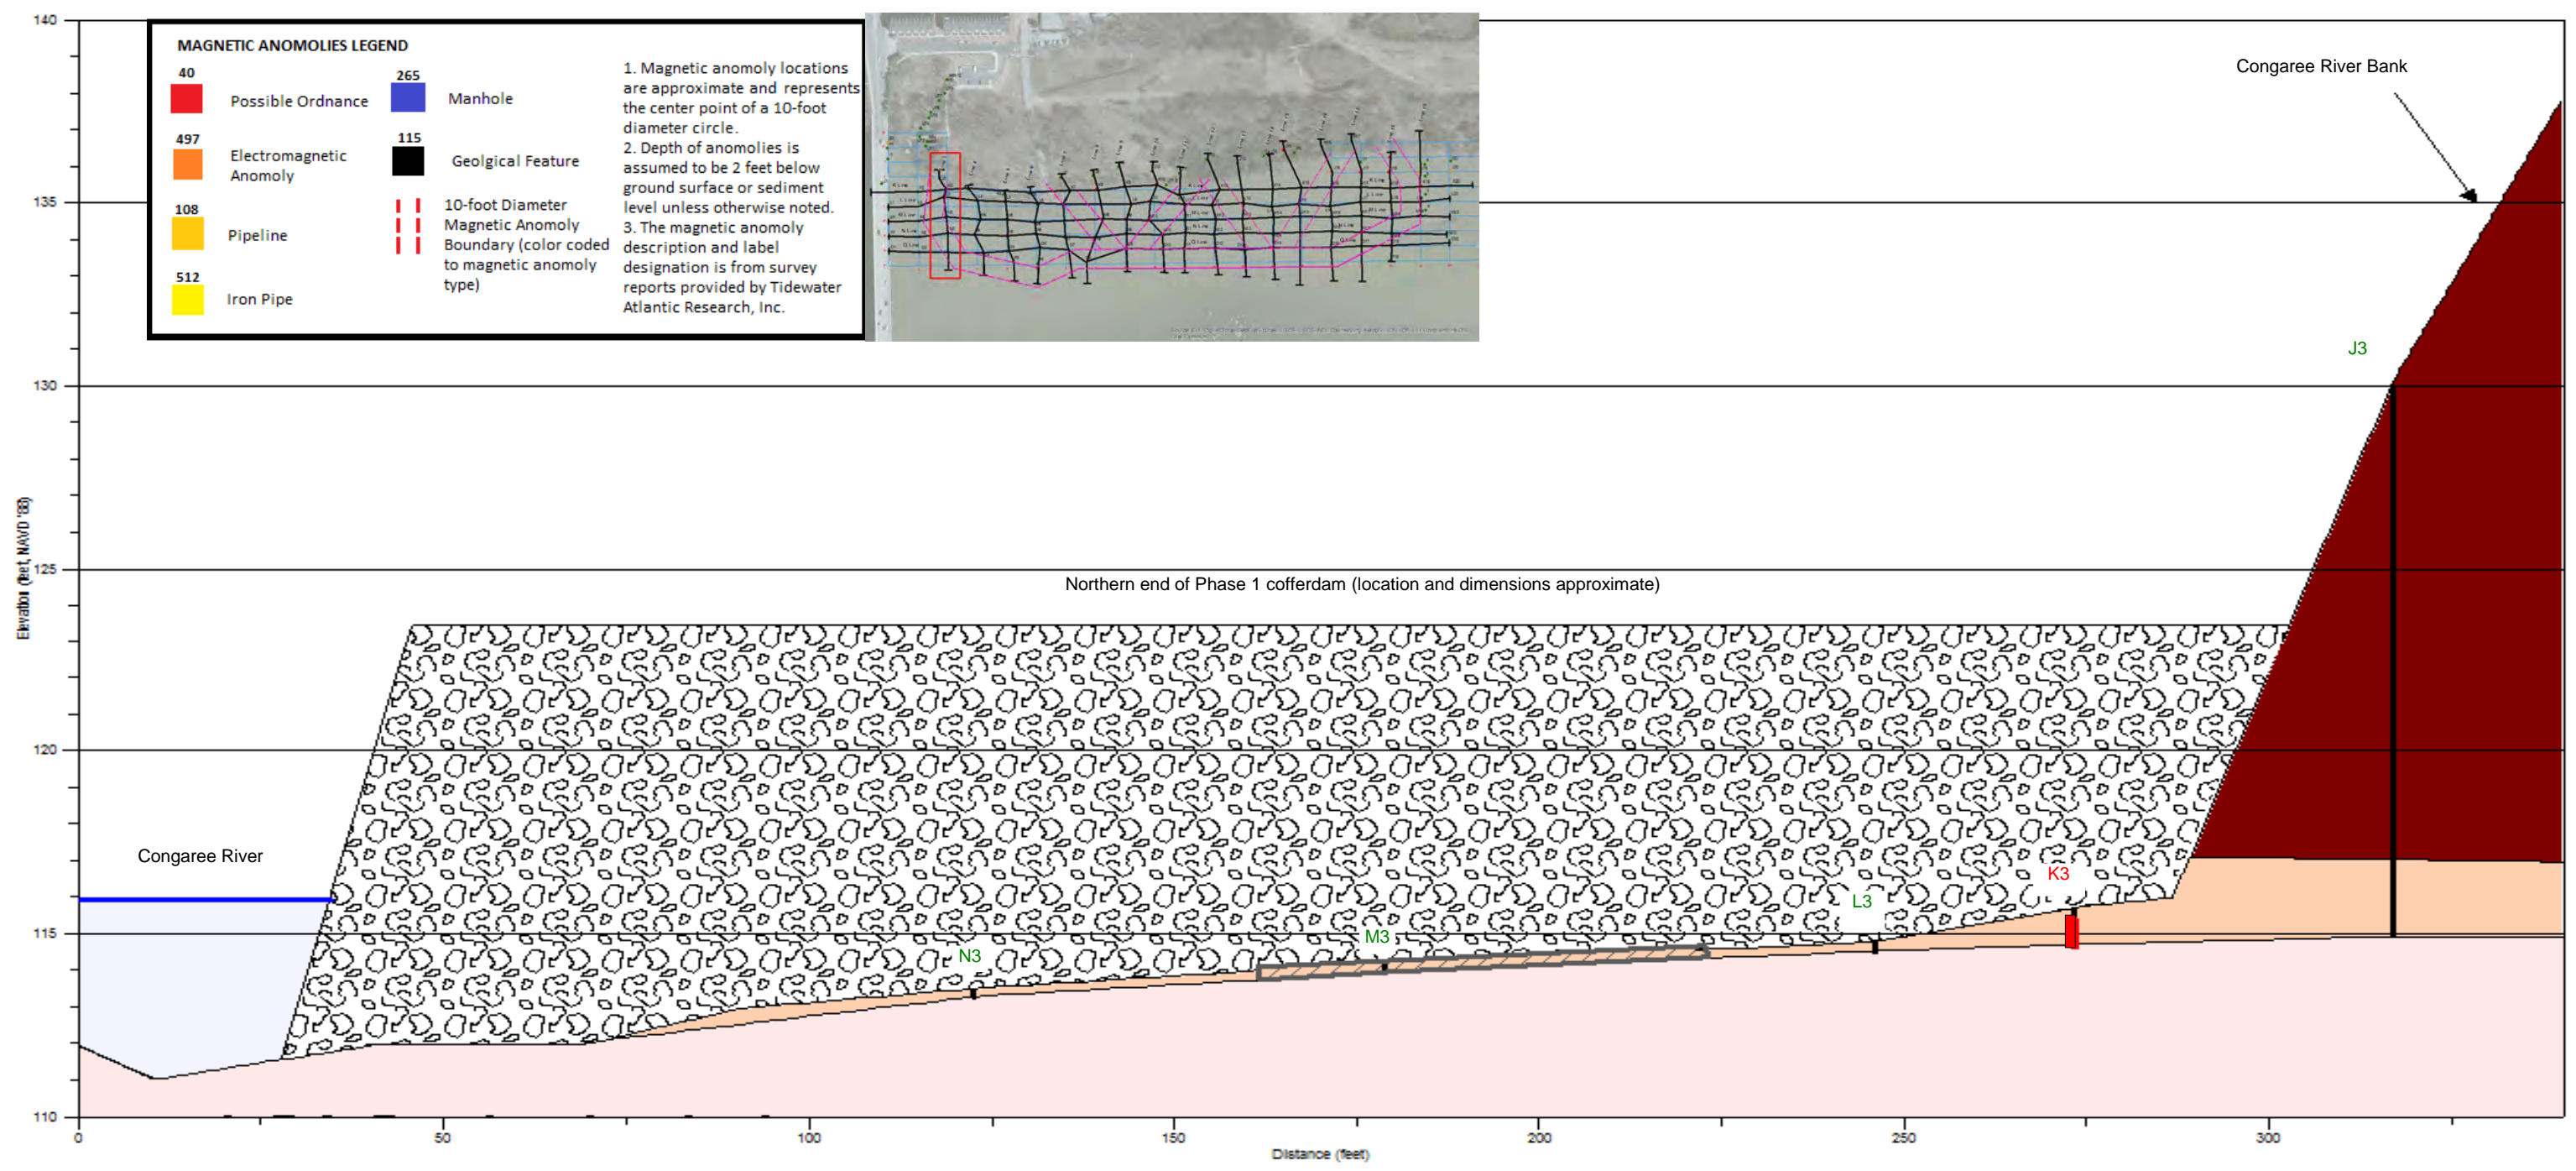 140
135
130
125
120
115
110
Elevation (feet, NAVD '88)
MAGNETIC ANOMOLIES LEGEND
40
Possible Ordnance
497
Electromagnetic
Anomoly
108
Pipeline
512
Iron Pipe
265
Manhole
115
Geolgical Feature
10-foot Diameter
Magnetic Anomoly
Boundary (color coded
to magnetic anomoly
type)
1. Magnetic anomoly locations
are approximate and represents
the center point of a 10-foot
diameter circle.
2. Depth of anomolies is
assumed to be 2 feet below
ground surface or sediment
level unless otherwise noted.
3. The magnetic anomoly
description and label
designation is from survey
reports provided by Tidewater
Atlantic Research, Inc.
Congaree River Bank
J3
Northern end of Phase 1 cofferdam (location and dimensions approximate)
Congaree River
K3
L3
M3
N3
0
50
100
150
200
250
300
Distance (feet)